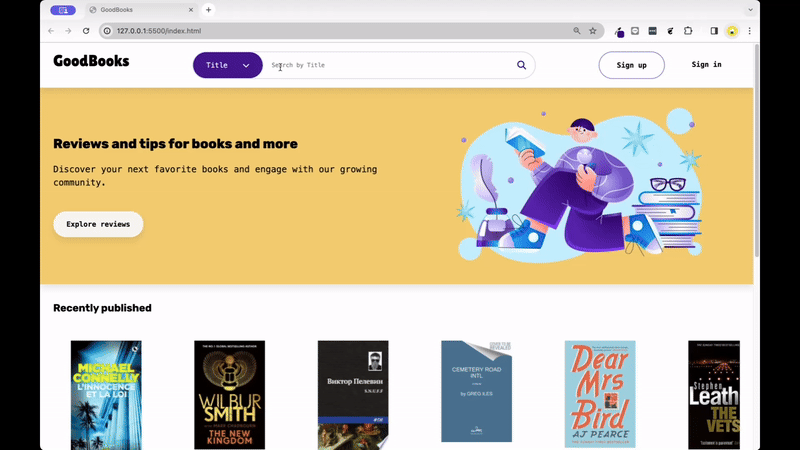 GoodBooks
127.0.0.1:5500/index.html
GoodBooks
Title
Search by Title
Sign up
Sign in
Reviews and tips for books and more
Discover your next favorite books and engage with our growing
community.
Explore reviews
Recently published
MICHAEL
CONNELLY
L'INNOCENCE
ET LA LOI
WILBUR
SMITH
THE NEW
KINGDOM
Виктор Пелевин
S.N.U.F.F.
CEMETERY ROAD
INTL
by GREG ILES
Dear
Mrs
Bird
AJ PEARCE
Stephen
Leath
THE
VETS